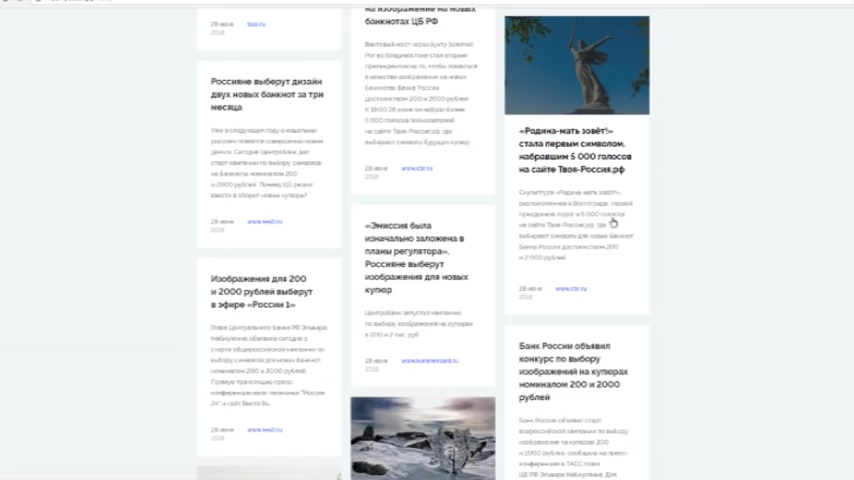 28 июня
2016
tass.ru
Россияне выберут дизайн
двух новых банкнот за три
месяца
Уже в следующем году в кошельках
россиян появятся совершенно новые
деньги. Сегодня Центробанк дал
старт кампании по выбору символов
на банкноты номиналом 200
и 2000 рублей. Почему ЦБ решил
ввести в оборот новые купюры?
28 июня
2016
www.vesti.ru
Изображения для 200
и 2000 рублей выберут
в эфире «России 1»
Глава Центрального банка РФ Эльвира
Набиуллина объявила сегодня о
старте общероссийской кампании по
выбору символов для новых банкнот
номиналом 200 и 2000 рублей.
Прямую трансляцию пресс-
конференции вели телеканал "Россия
24" и сайт Вести.Ru.
28 июня
2016
www.vesti.ru
на изображение на новых
банкнотах ЦБ РФ
Вантовый мост через бухту Золотой
Рог во Владивостоке стал вторым
претендентом на то, чтобы появиться
в качестве изображения на новых
банкнотах Банка России
достоинством 200 и 2000 рублей.
К 19:00 28 июня он набрал более
5 000 голосов пользователей
на сайте Твоя-Россия.рф, где
выбирают символы будущих купюр.
28 июня
2016
www.cbr.ru
«Эмиссия была
изначально заложена в
планы регулятора».
Россияне выберут
изображения для новых
купюр
Центробанк запустил кампанию
по выбору изображения на купюрах
в 200 и 2 тыс. руб.
28 июня
2016
www.kommersant.ru
«Родина-мать зовёт!»
стала первым символом,
набравшим 5 000 голосов
на сайте Твоя-Россия.рф
Скульптура «Родина-мать зовёт!»,
расположенная в Волгограде, первой
преодолела порог в 5 000 голосов
на сайте Твоя-Россия.рф, где
выбирают символы для новых банкнот
Банка России достоинством 200
и 2 000 рублей.
28 июня
2016
www.cbr.ru
Банк России объявил
конкурс по выбору
изображений на купюрах
номиналом 200 и 2000
рублей
Банк России объявил старт
всероссийской кампании по выбору
изображения на купюрах 200
и 2000 рублей, сообщила на пресс-
конференции в ТАСС глава
ЦБ РФ Эльвира Набиуллина. Для